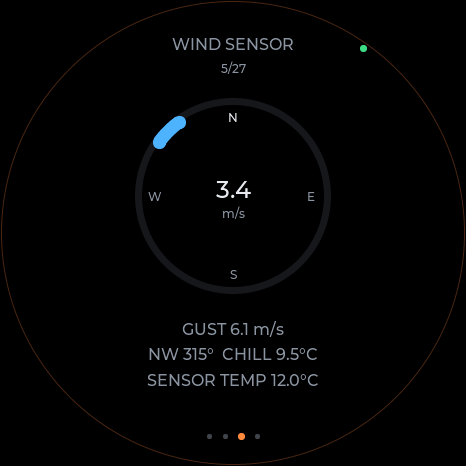 WIND SENSOR
5/27
N
W
E
3.4
m/s
S
GUST 6.1 m/s
NW 315° CHILL 9.5°C
SENSOR TEMP 12.0°C